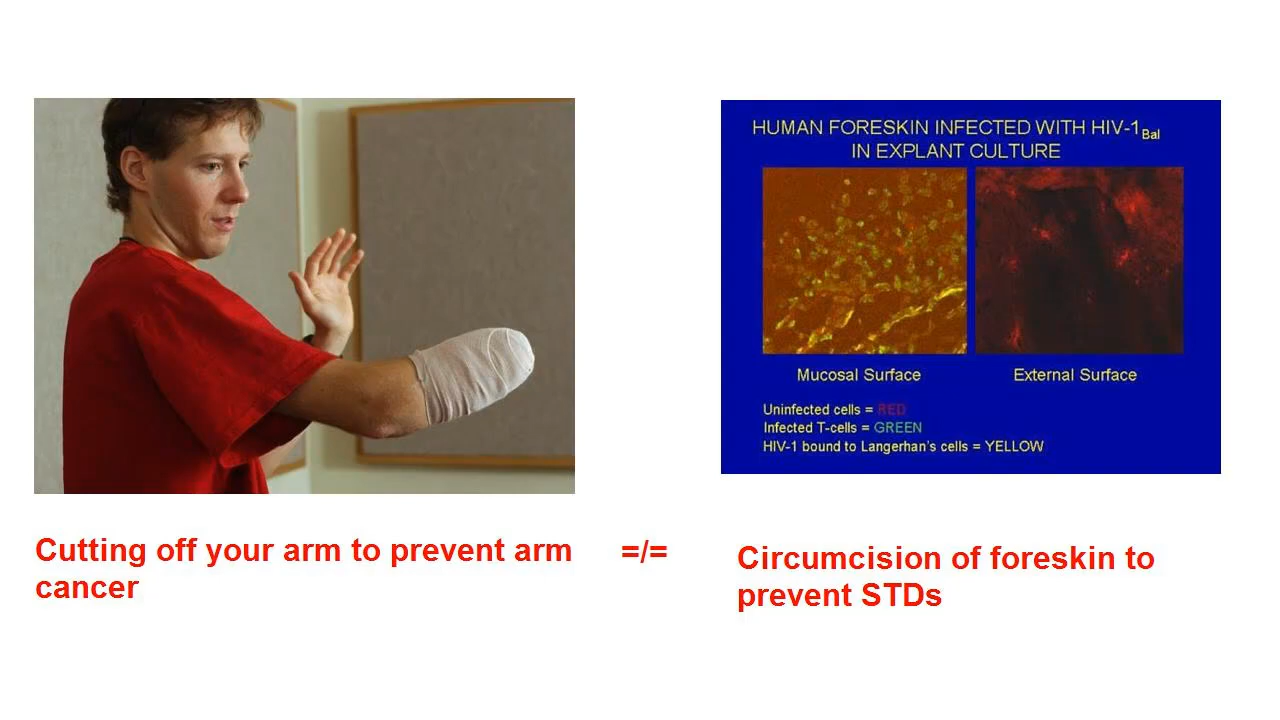 HUMAN FORESKIN INFECTED WITH HIV-1Bal
IN EXPLANT CULTURE
Mucosal Surface
External Surface
Uninfected cells = RED
Infected T-cells = GREEN
HIV-1 bound to Langerhan's cells = YELLOW
Cutting off your arm to prevent arm
cancer
=/=
Circumcision of foreskin to
prevent STDs